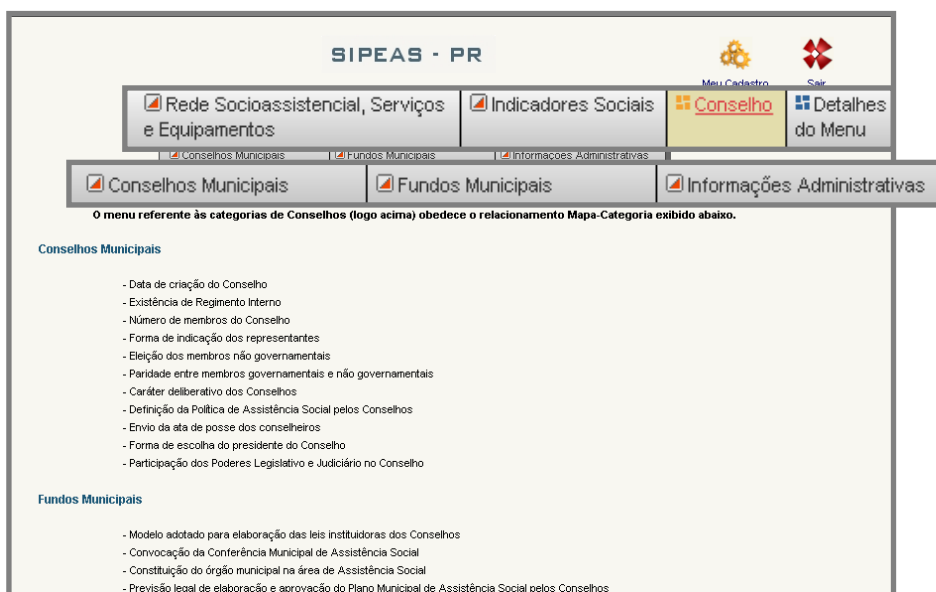 SIPEAS - PR
Meu Cadastro Sair
Rede Socioassistencial, Serviços e Equipamentos
Indicadores Sociais
Conselho
Detalhes do Menu
Conselhos Municipais Fundos Municipais Informações Administrativas
Conselhos Municipais Fundos Municipais Informações Administrativas
O menu referente às categorias de Conselhos (logo acima) obedece o relacionamento Mapa-Categoria exibido abaixo.
Conselhos Municipais
- Data de criação do Conselho
- Existência de Regimento Interno
- Número de membros do Conselho
- Forma de indicação dos representantes
- Eleição dos membros não governamentais
- Paridade entre membros governamentais e não governamentais
- Caráter deliberativo dos Conselhos
- Definição da Política de Assistência Social pelos Conselhos
- Envio da ata de posse dos conselheiros
- Forma de escolha do presidente do Conselho
- Participação dos Poderes Legislativo e Judiciário no Conselho
Fundos Municipais
- Modelo adotado para elaboração das leis instituidoras dos Conselhos
- Convocação da Conferência Municipal de Assistência Social
- Constituição do órgão municipal na área de Assistência Social
- Previsão legal de elaboração e aprovação do Plano Municipal de Assistência Social pelos Conselhos